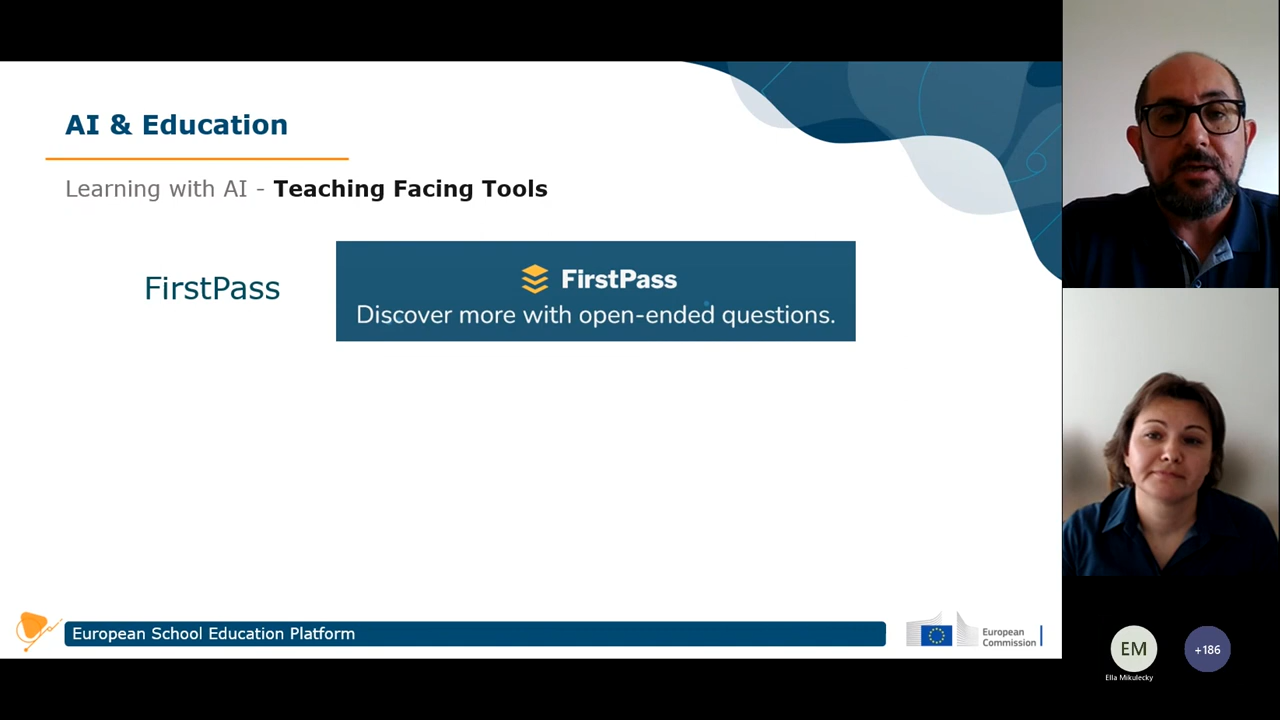 AI & Education
Learning with AI - Teaching Facing Tools
FirstPass
FirstPass
Discover more with open-ended questions.
European School Education Platform
European
Commission
EM
+186
Ella Mikulecky